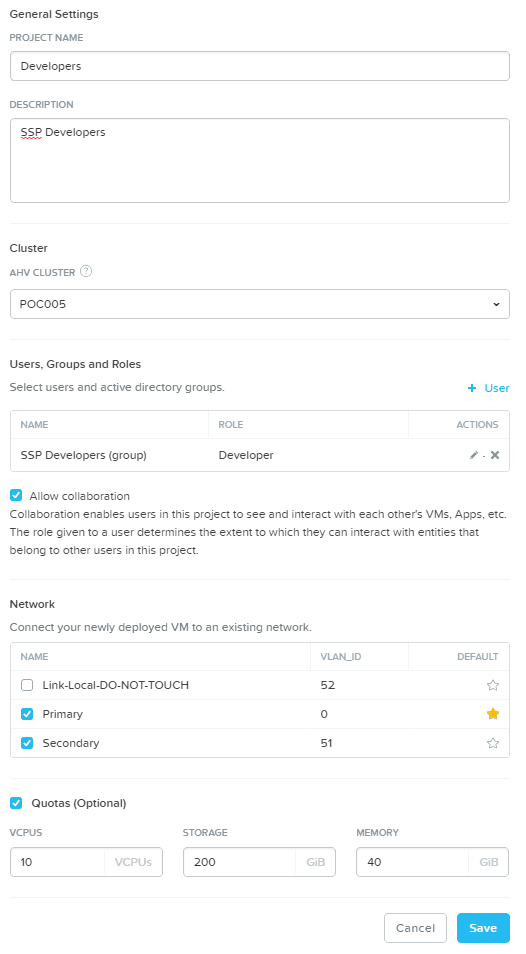 General Settings
PROJECT NAME
Developers
DESCRIPTION
SSP Developers
Cluster
AHV CLUSTER ?
POC005
Users, Groups and Roles
Select users and active directory groups.
+ User
NAME ROLE ACTIONS
SSP Developers (group) Developer
Allow collaboration
Collaboration enables users in this project to see and interact with each other's VMs, Apps, etc.
The role given to a user determines the extent to which they can interact with entities that
belong to other users in this project.
Network
Connect your newly deployed VM to an existing network.
NAME VLAN_ID DEFAULT
Link-Local-DO-NOT-TOUCH 52
Primary 0
Secondary 51
Quotas (Optional)
VCPUS STORAGE MEMORY
10 VCPUs 200 GiB 40 GiB
Cancel Save